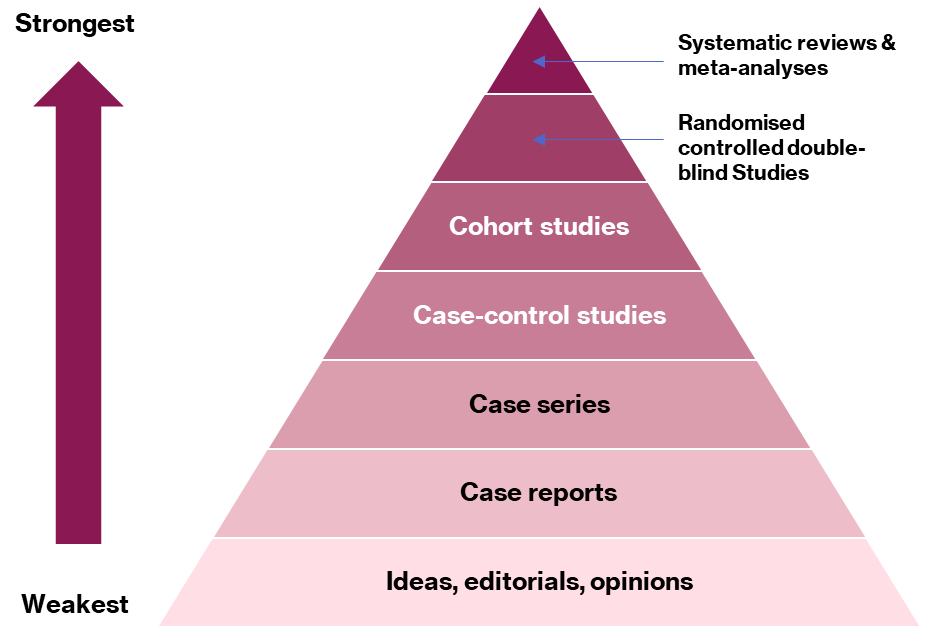 Strongest
Systematic reviews &
meta-analyses
Randomised
controlled double-
blind Studies
Cohort studies
Case-control studies
Case series
Case reports
Ideas, editorials, opinions
Weakest